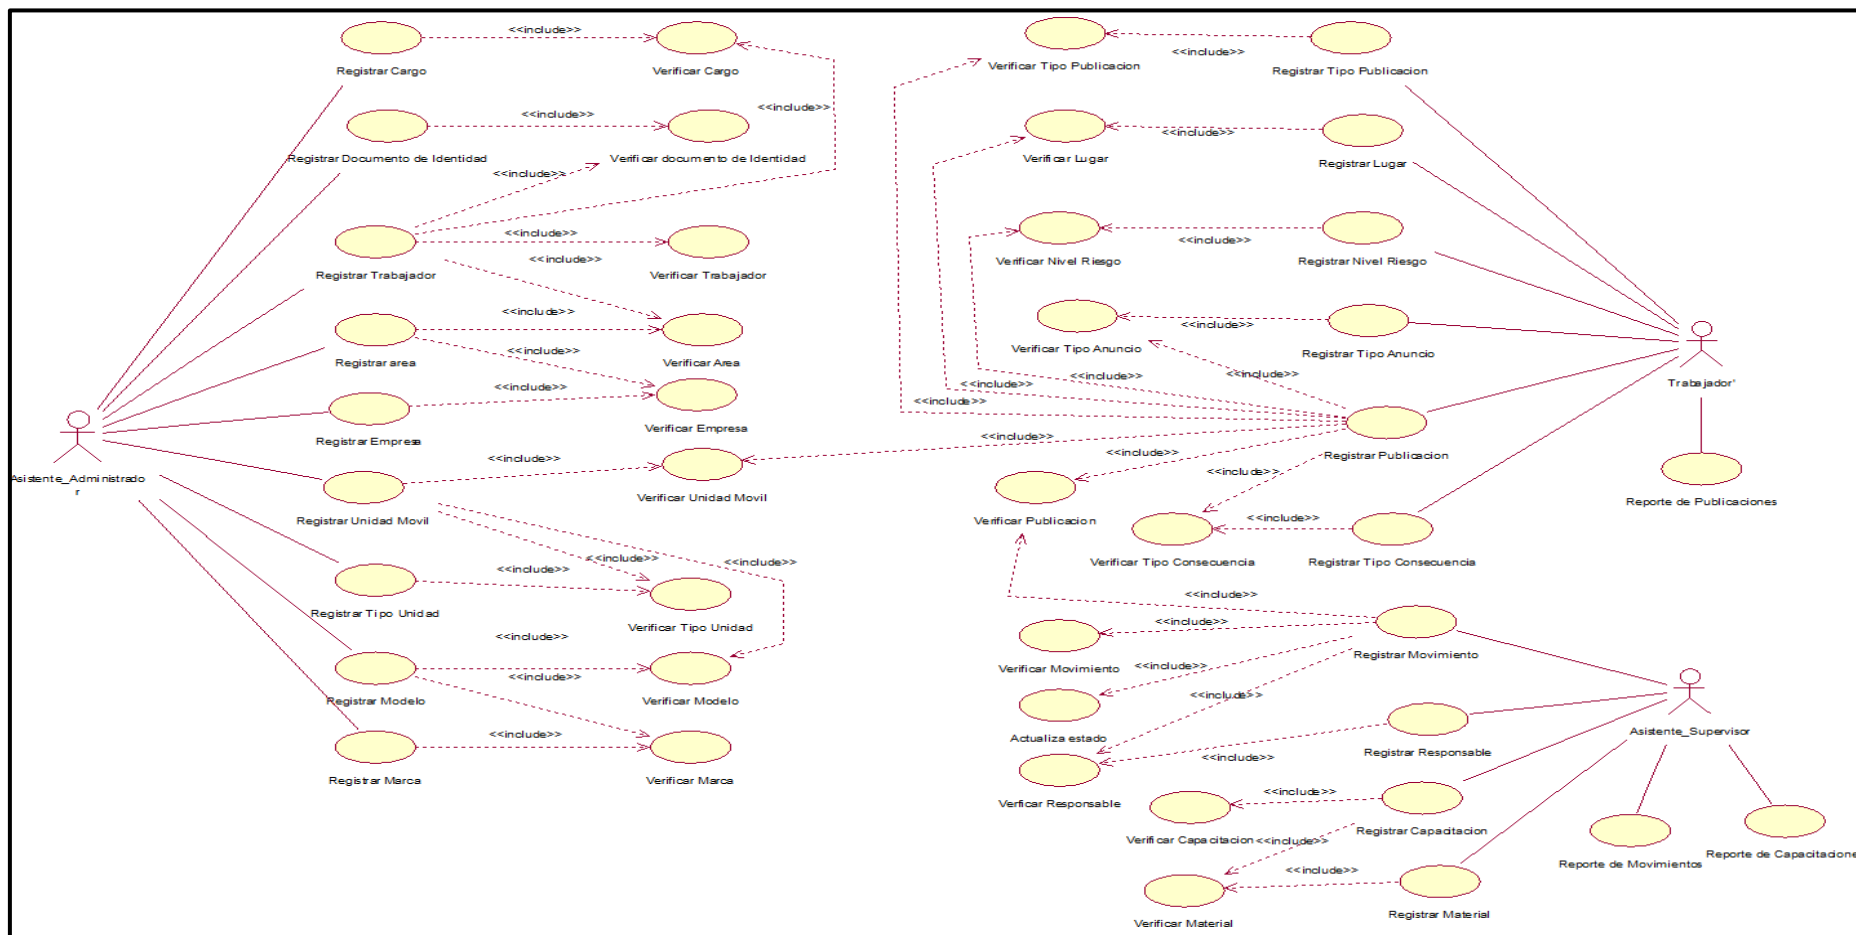 <<include>>
Registrar Cargo
Verificar Cargo
<<include>>
<<include>>
Registrar Documento de Identidad
Verificar documento de Identidad
<<include>>
<<include>>
Registrar Trabajador
<<include>>
Verificar Trabajador
<<include>>
Registrar area
<<include>>
Verificar Area
<<include>>
Registrar Empresa
Verificar Empresa
<<include>>
Asistente_Administrado
r
Registrar Unidad Movil
Verificar Unidad Movil
<<include>>
<<include>>
<<include>>
Registrar Tipo Unidad
Verificar Tipo Unidad
<<include>>
<<include>>
Registrar Modelo
Verificar Modelo
<<include>>
Registrar Marca
Verificar Marca
Verificar Tipo Publicacion
<<include>>
Registrar Tipo Publicacion
<<include>>
Verificar Lugar
Registrar Lugar
<<include>>
Verificar Nivel Riesgo
Registrar Nivel Riesgo
<<include>>
Verificar Tipo Anuncio
Registrar Tipo Anuncio
<<include>>
<<include>>
<<include>>
<<include>>
Trabajador'
<<include>>
Registrar Publicacion
<<include>>
<<include>>
Reporte de Publicaciones
Verificar Publicacion
<<include>>
Verificar Tipo Consecuencia
Registrar Tipo Consecuencia
<<include>>
<<include>>
Verificar Movimiento
Registrar Movimiento
<<include>>
<<include>>
Actualiza estado
Registrar Responsable
Asistente_Supervisor
<<include>>
Verficar Responsable
<<include>>
Verificar Capacitacion
<<include>>
Registrar Capacitacion
Reporte de Movimientos
Reporte de Capacitacione
<<include>>
Verificar Material
Registrar Material